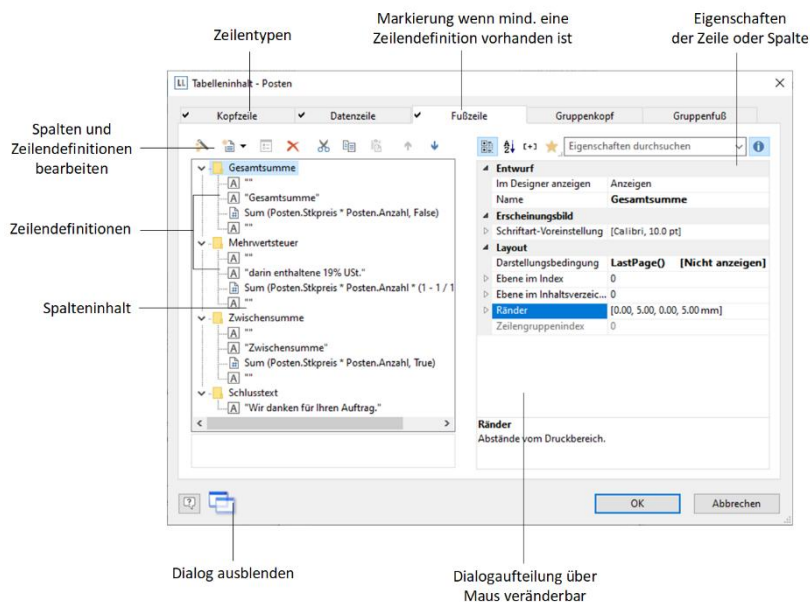 Zeilentypen
Markierung wenn mind. eine
Zeilendefinition vorhanden ist
Eigenschaften
der Zeile oder Spalte
LL Tabelleninhalt - Posten
Kopfzeile
Datenzeile
Fußzeile
Gruppenkopf
Gruppenfuß
Spalten und
Zeilendefinitionen
bearbeiten
Zeilendefinitionen
Spalteninhalt
Gesamtsumme
A ""
A "Gesamtsumme"
Sum (Posten.Stkpreis * Posten.Anzahl, False)
A ""
Mehrwertsteuer
A ""
A "darin enthaltene 19% USt."
Sum (Posten.Stkpreis * Posten.Anzahl * (1 - 1 / 1
A ""
Zwischensumme
A ""
A "Zwischensumme"
Sum (Posten.Stkpreis * Posten.Anzahl, True)
A ""
Schlusstext
A "Wir danken für Ihren Auftrag."
Eigenschaften durchsuchen
Entwurf
Im Designer anzeigen Anzeigen
Name Gesamtsumme
Erscheinungsbild
Schriftart-Voreinstellung [Calibri, 10.0 pt]
Layout
Darstellungsbedingung LastPage() [Nicht anzeigen]
Ebene im Index 0
Ebene im Inhaltsverzeic... 0
Ränder [0.00, 5.00, 0.00, 5.00 mm]
Zeilengruppenindex 0
Ränder
Abstände vom Druckbereich.
OK
Abbrechen
Dialog ausblenden
Dialogaufteilung über
Maus veränderbar